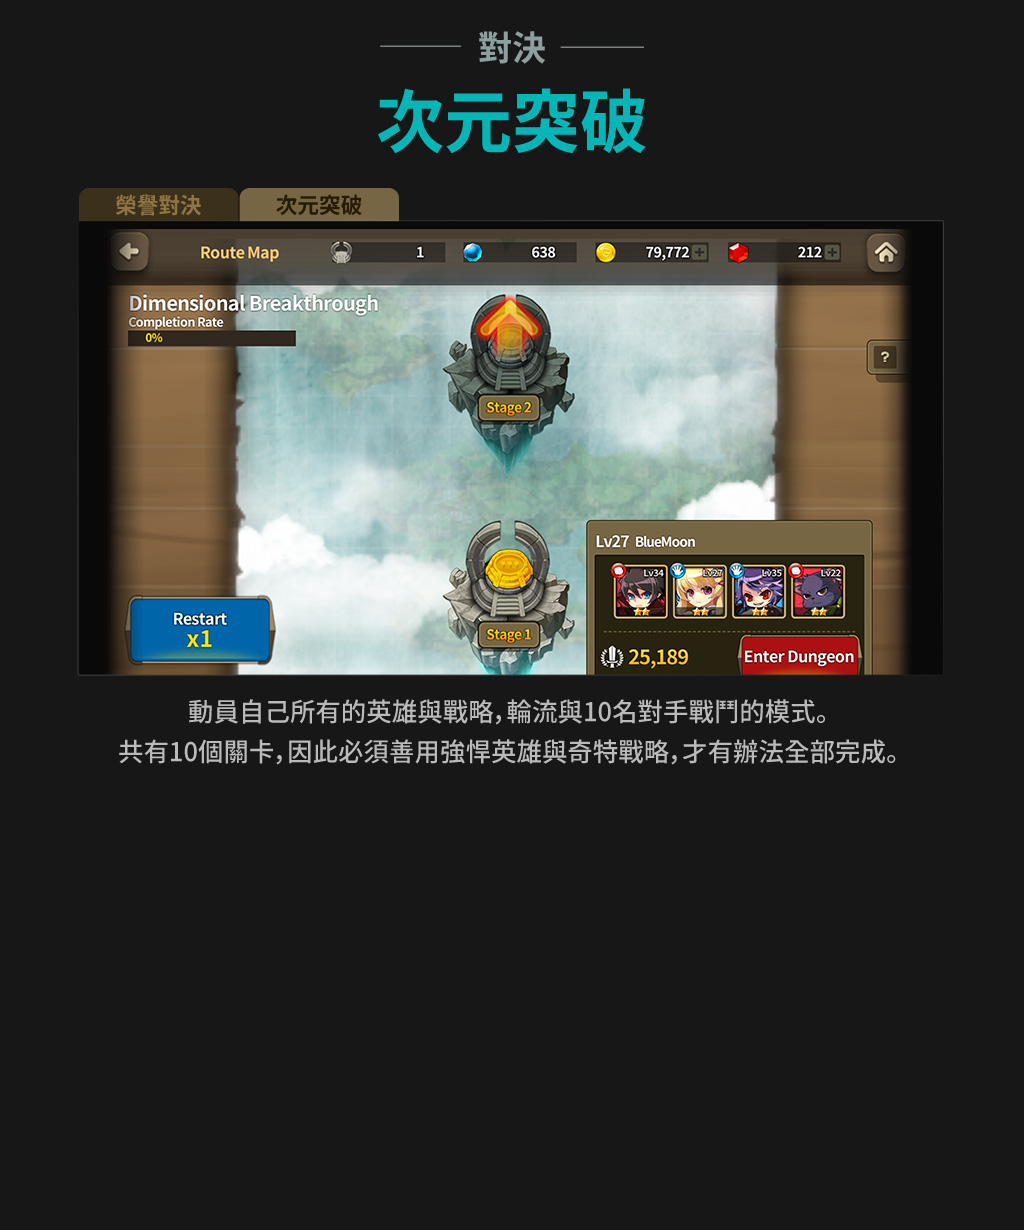 對決
次元突破
榮譽對決 次元突破
Route Map 1 638 79,772 + 212 +
Dimensional Breakthrough
Completion Rate
0%
?
Stage 2
Lv27 BlueMoon
Lv34 Lv27 Lv35 Lv22
Restart
x1
Stage 1
25,189 Enter Dungeon
動員自己所有的英雄與戰略，輪流與10名對手戰鬥的模式。
共有10個關卡，因此必須善用強悍英雄與奇特戰略，才有辦法全部完成。